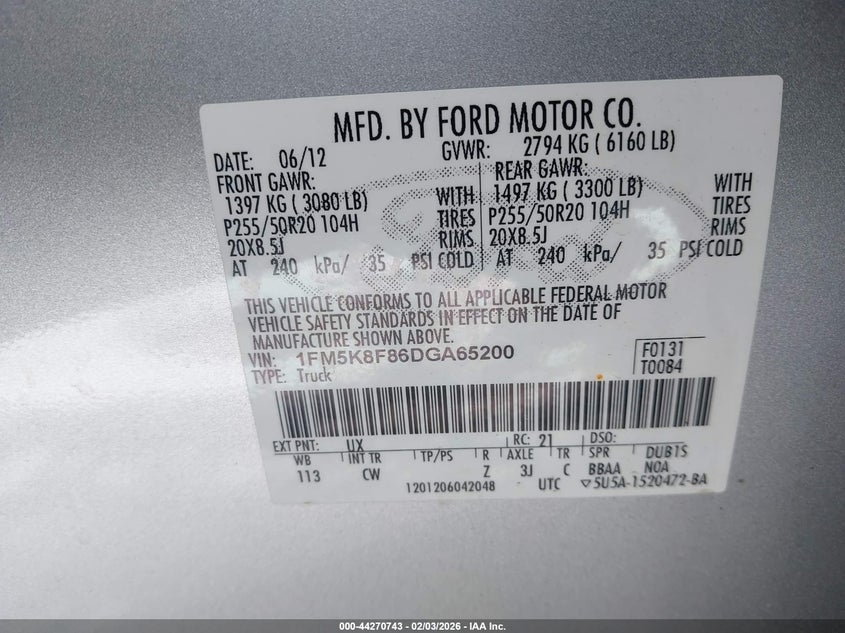 MFD. BY FORD MOTOR CO.
DATE: 06/12 GVWR: 2794 KG ( 6160 LB)
FRONT GAWR: REAR GAWR:
1397 KG ( 3080 LB) WITH 1497 KG ( 3300 LB) WITH
P255/50R20 104H TIRES P255/50R20 104H TIRES
20X8.5J RIMS 20X8.5J RIMS
AT 240 kPa/ 35 PSI COLD AT 240 kPa/ 35 PSI COLD
THIS VEHICLE CONFORMS TO ALL APPLICABLE FEDERAL MOTOR
VEHICLE SAFETY STANDARDS IN EFFECT ON THE DATE OF
MANUFACTURE SHOWN ABOVE.
VIN: 1FM5K8F86DGA65200 F0131
TYPE: Truck T0084
EXT PNT: UX RC: 21 DSO:
WB INT TR TP/PS R AXLE TR SPR DUB1S
113 CW Z 3J C BBAA NOA
1201206042048 UTC ▽5U5A-1520472-BA
000-44270743 - 02/03/2026 - IAA Inc.